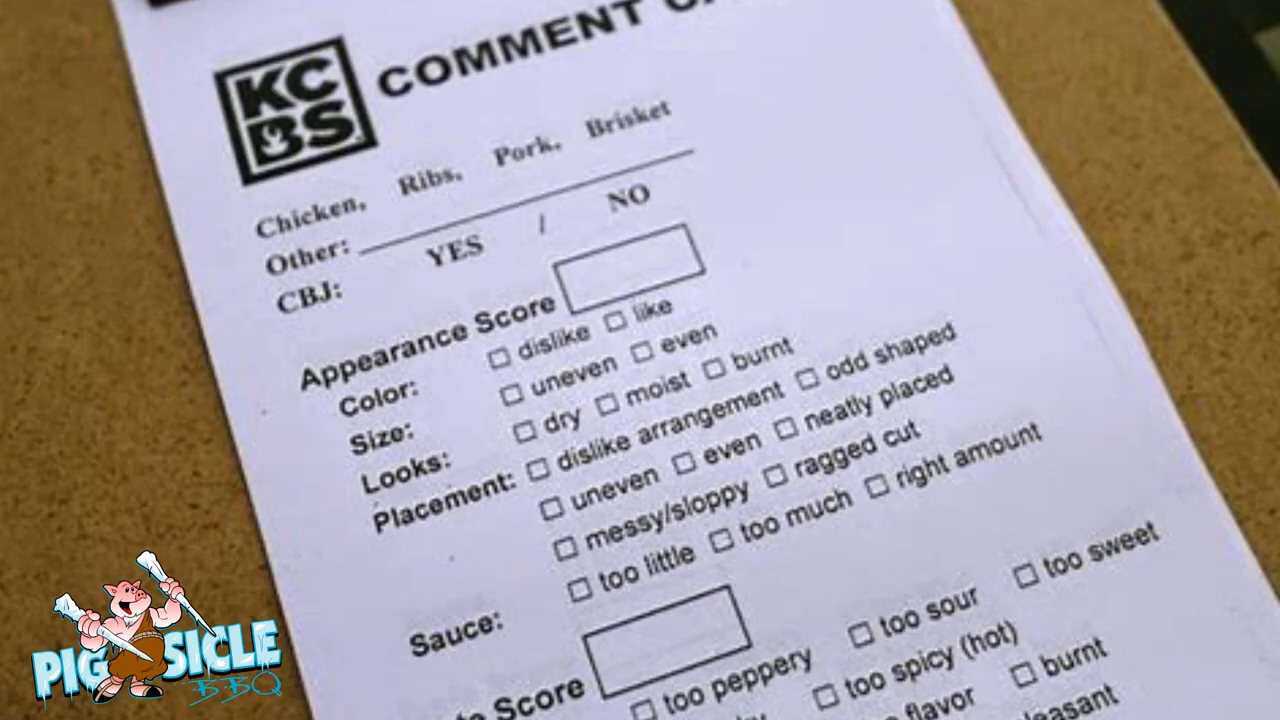 KC
BS
COMMENT
Chicken, Ribs, Pork, Brisket
Other:
CBJ: YES / NO
Appearance Score
Color: □ dislike □ like
Size: □ uneven □ even
Looks: □ dry □ moist □ burnt
Placement: □ dislike arrangement □ odd shaped
□ uneven □ even □ neatly placed
□ messy/sloppy □ ragged cut
Sauce: □ too little □ too much □ right amount
Score
□ too peppery □ too sour □ too sweet
□ too spicy (hot)
flavor □ burnt
PIGSICLE
BBQ